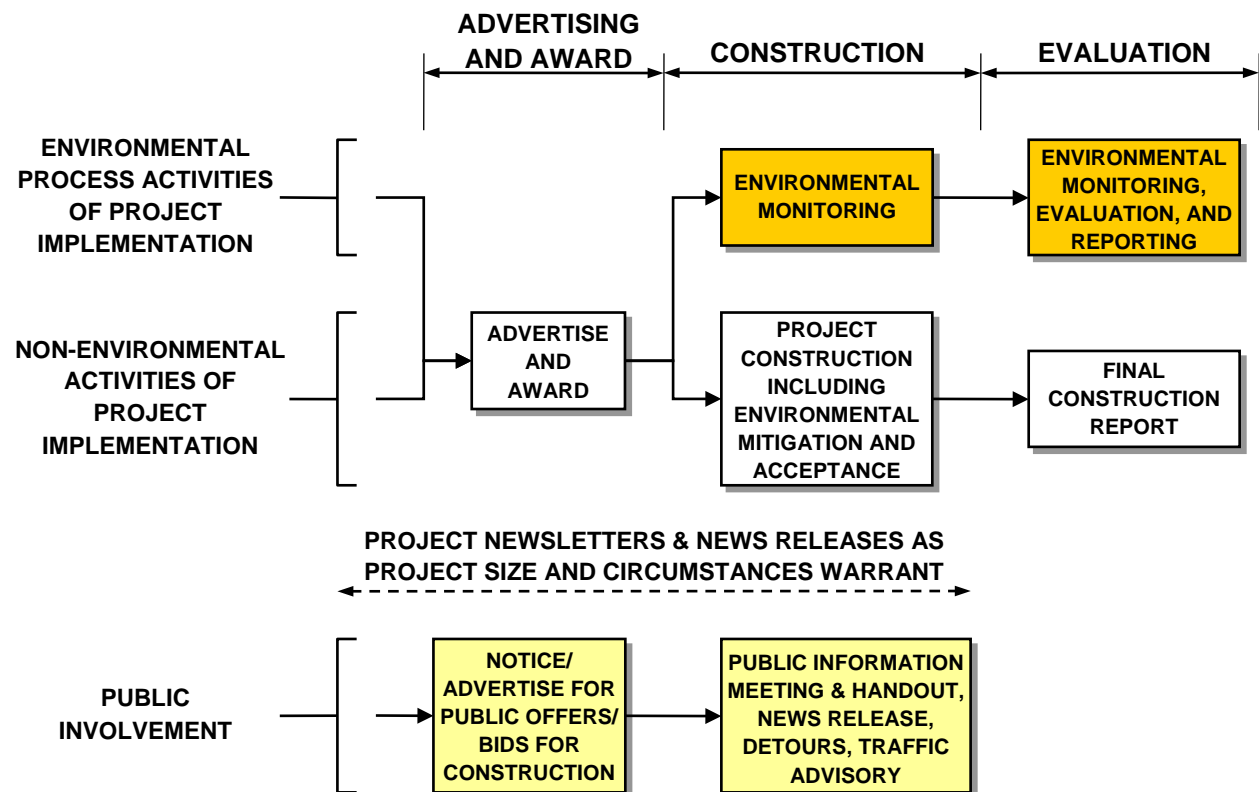 ADVERTISING
AND AWARD
CONSTRUCTION
EVALUATION
ENVIRONMENTAL
PROCESS ACTIVITIES
OF PROJECT
IMPLEMENTATION
ENVIRONMENTAL
MONITORING
ENVIRONMENTAL
MONITORING,
EVALUATION, AND
REPORTING
NON-ENVIRONMENTAL
ACTIVITIES OF
PROJECT
IMPLEMENTATION
ADVERTISE
AND
AWARD
PROJECT
CONSTRUCTION
INCLUDING
ENVIRONMENTAL
MITIGATION AND
ACCEPTANCE
FINAL
CONSTRUCTION
REPORT
PROJECT NEWSLETTERS & NEWS RELEASES AS
PROJECT SIZE AND CIRCUMSTANCES WARRANT
PUBLIC
INVOLVEMENT
NOTICE/
ADVERTISE FOR
PUBLIC OFFERS/
BIDS FOR
CONSTRUCTION
PUBLIC INFORMATION
MEETING & HANDOUT,
NEWS RELEASE,
DETOURS, TRAFFIC
ADVISORY